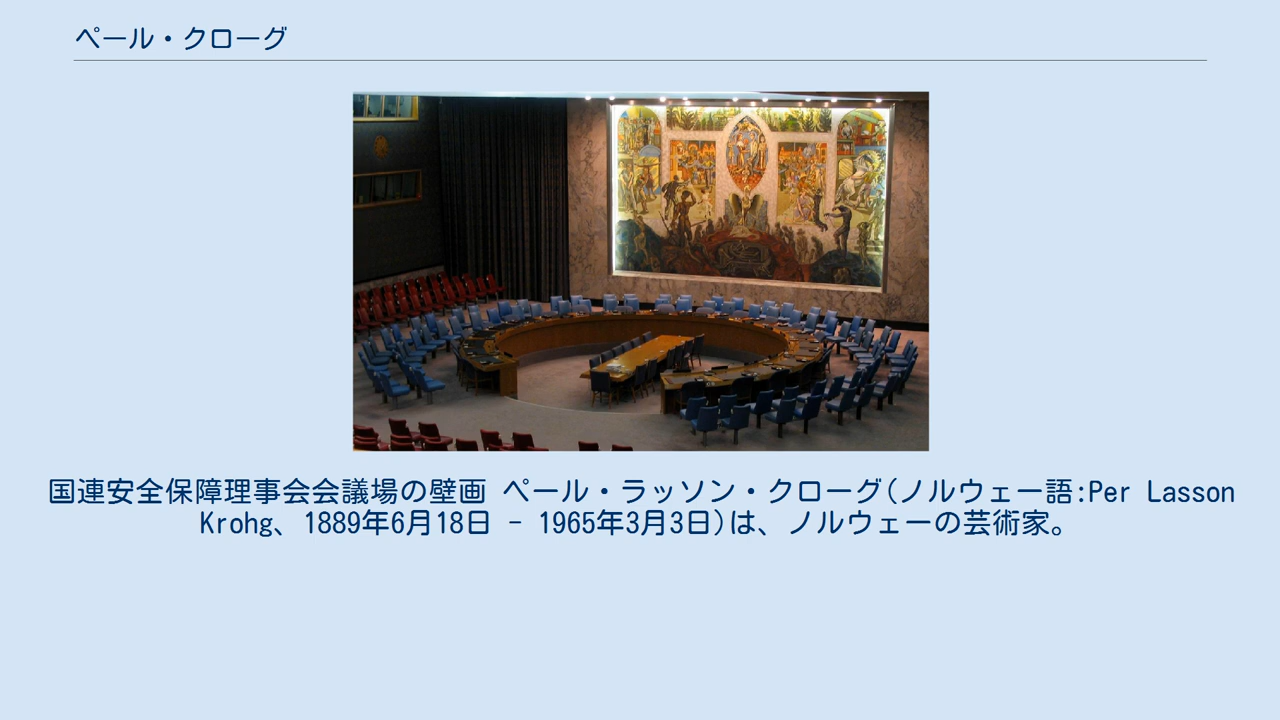 ペール・クローグ
国連安全保障理事会会議場の壁画 ペール・ラッソン・クローグ(ノルウェー語:Per Lasson
Krohg、1889年6月18日 - 1965年3月3日)は、ノルウェーの芸術家。